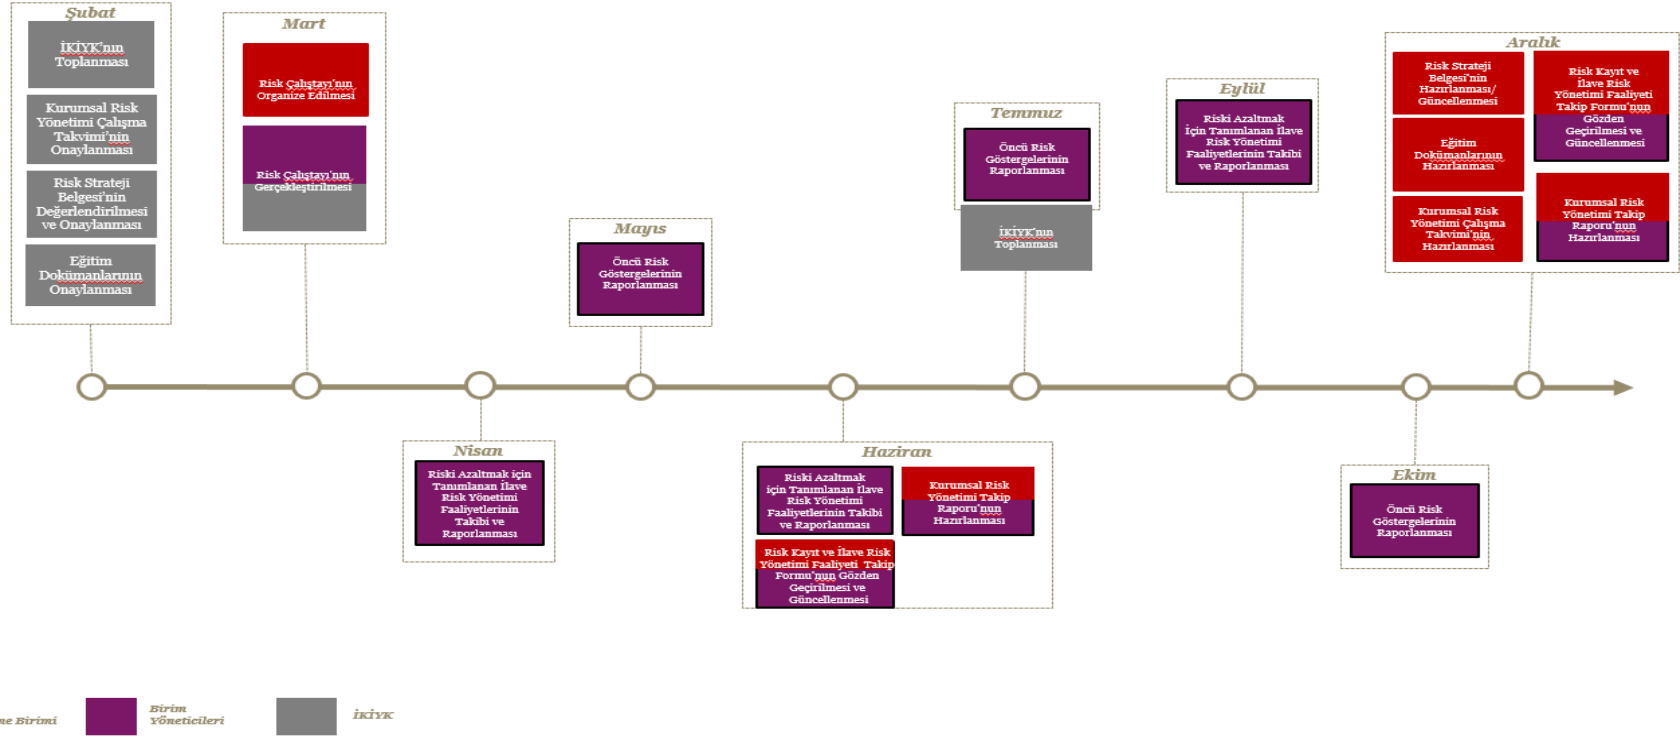 Şubat
İKİYK'nın
Toplanması
Kurumsal Risk
Yönetimi Çalışma
Takvimi'nin
Onaylanması
Risk Strateji
Belgesi'nin
Değerlendirilmesi
ve Onaylanması
Eğitim
Dokümanlarının
Onaylanması
Mart
Risk Çalıştayı'nın
Organize Edilmesi
Risk Çalıştayı'nın
Gerçekleştirilmesi
Nisan
Riski Azaltmak için
Tanımlanan İlave
Risk Yönetimi
Faaliyetlerinin
Takibi ve
Raporlanması
Mayıs
Öncü Risk
Göstergelerinin
Raporlanması
Haziran
Riski Azaltmak
için Tanımlanan İlave
Risk Yönetimi
Faaliyetlerinin Takibi
ve Raporlanması
Kurumsal Risk
Yönetimi Takip
Raporu'nun
Hazırlanması
Risk Kayıt ve İlave Risk
Yönetimi Faaliyeti Takip
Formu'nun Gözden
Geçirilmesi ve
Güncellenmesi
Temmuz
Öncü Risk
Göstergelerinin
Raporlanması
İKİYK'nın
Toplanması
Eylül
Riski Azaltmak
İçin Tanımlanan İlave
Risk Yönetimi
Faaliyetlerinin Takibi
ve Raporlanması
Ekim
Öncü Risk
Göstergelerinin
Raporlanması
Aralık
Risk Strateji
Belgesi'nin
Hazırlanması/
Güncellenmesi
Eğitim
Dokümanlarının
Hazırlanması
Kurumsal Risk
Yönetimi Çalışma
Takvimi'nin
Hazırlanması
Risk Kayıt ve
İlave Risk
Yönetimi Faaliyeti
Takip Formu'nun
Gözden
Geçirilmesi ve
Güncellenmesi
Kurumsal Risk
Yönetimi Takip
Raporu'nun
Hazırlanması
Birimi
Birim
Yöneticileri
İKİYK